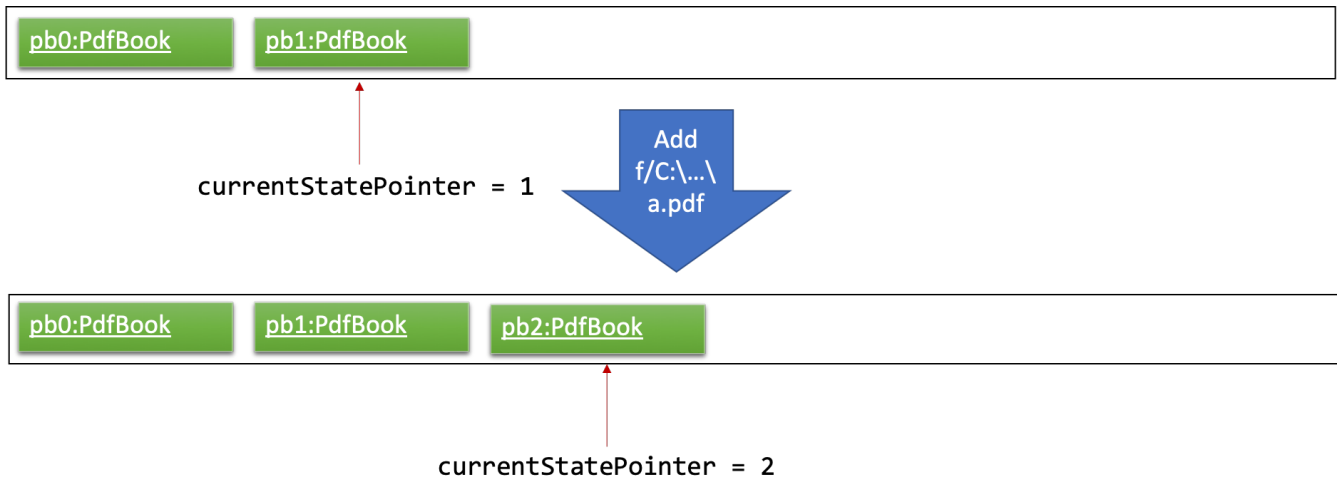 pb0:PdfBook
pb1:PdfBook
currentStatePointer = 1
Add
f/C:\...\
a.pdf
pb0:PdfBook
pb1:PdfBook
pb2:PdfBook
currentStatePointer = 2